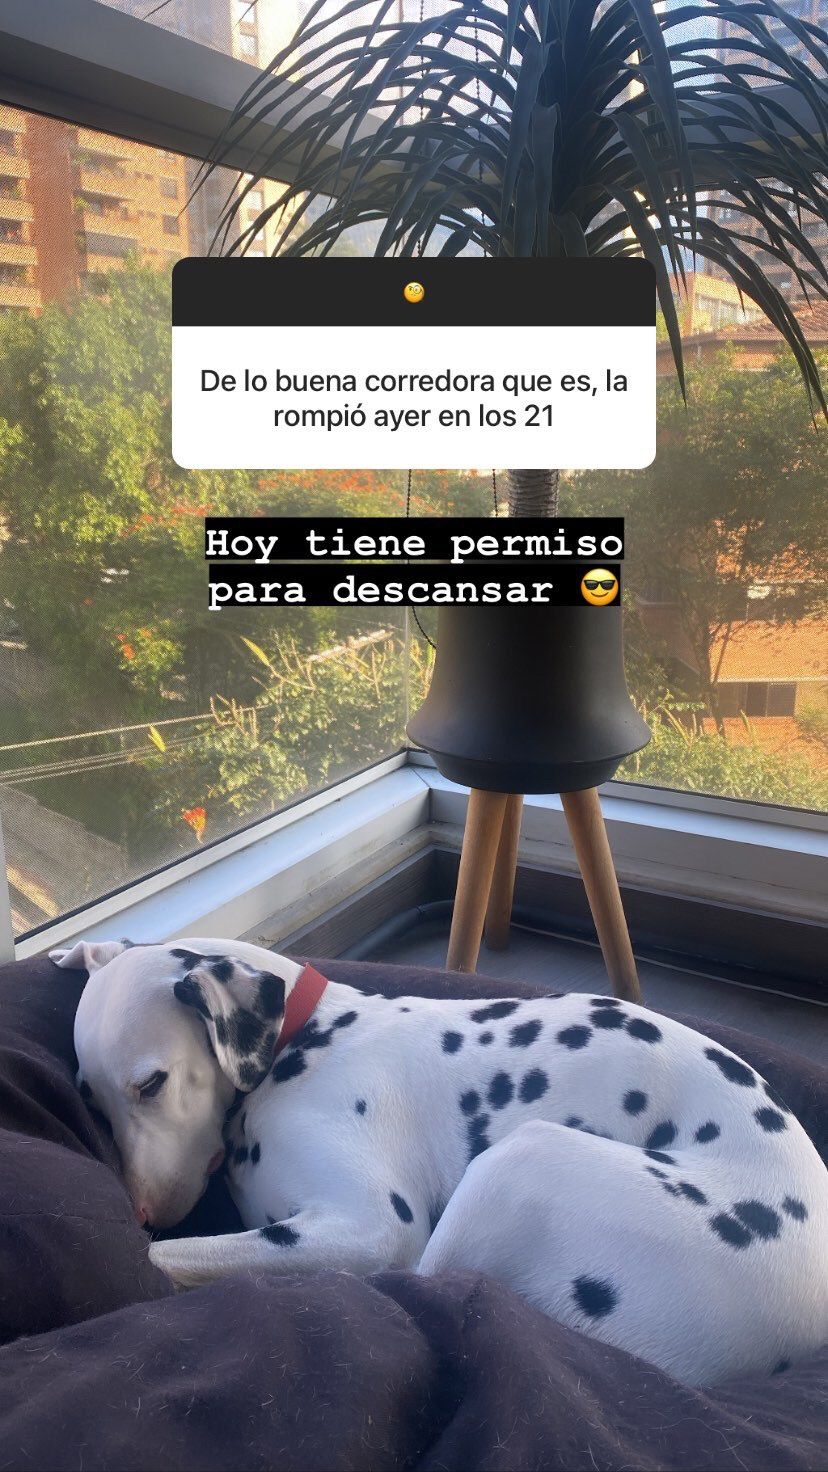 🧐
De lo buena corredora que es, la
rompió ayer en los 21
Hoy tiene permiso
para descansar 😎